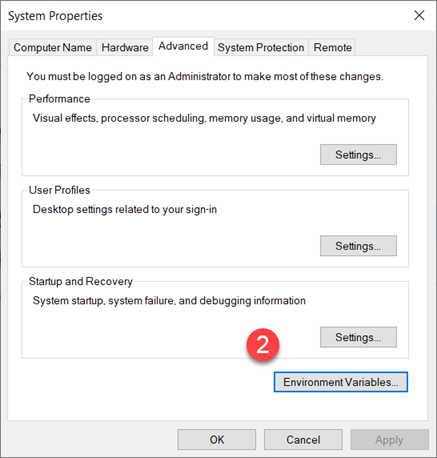 System Properties
Computer Name Hardware Advanced System Protection Remote
You must be logged on as an Administrator to make most of these changes.
Performance
Visual effects, processor scheduling, memory usage, and virtual memory
Settings...
User Profiles
Desktop settings related to your sign-in
Settings...
Startup and Recovery
System startup, system failure, and debugging information
2
Settings...
Environment Variables...
OK Cancel Apply